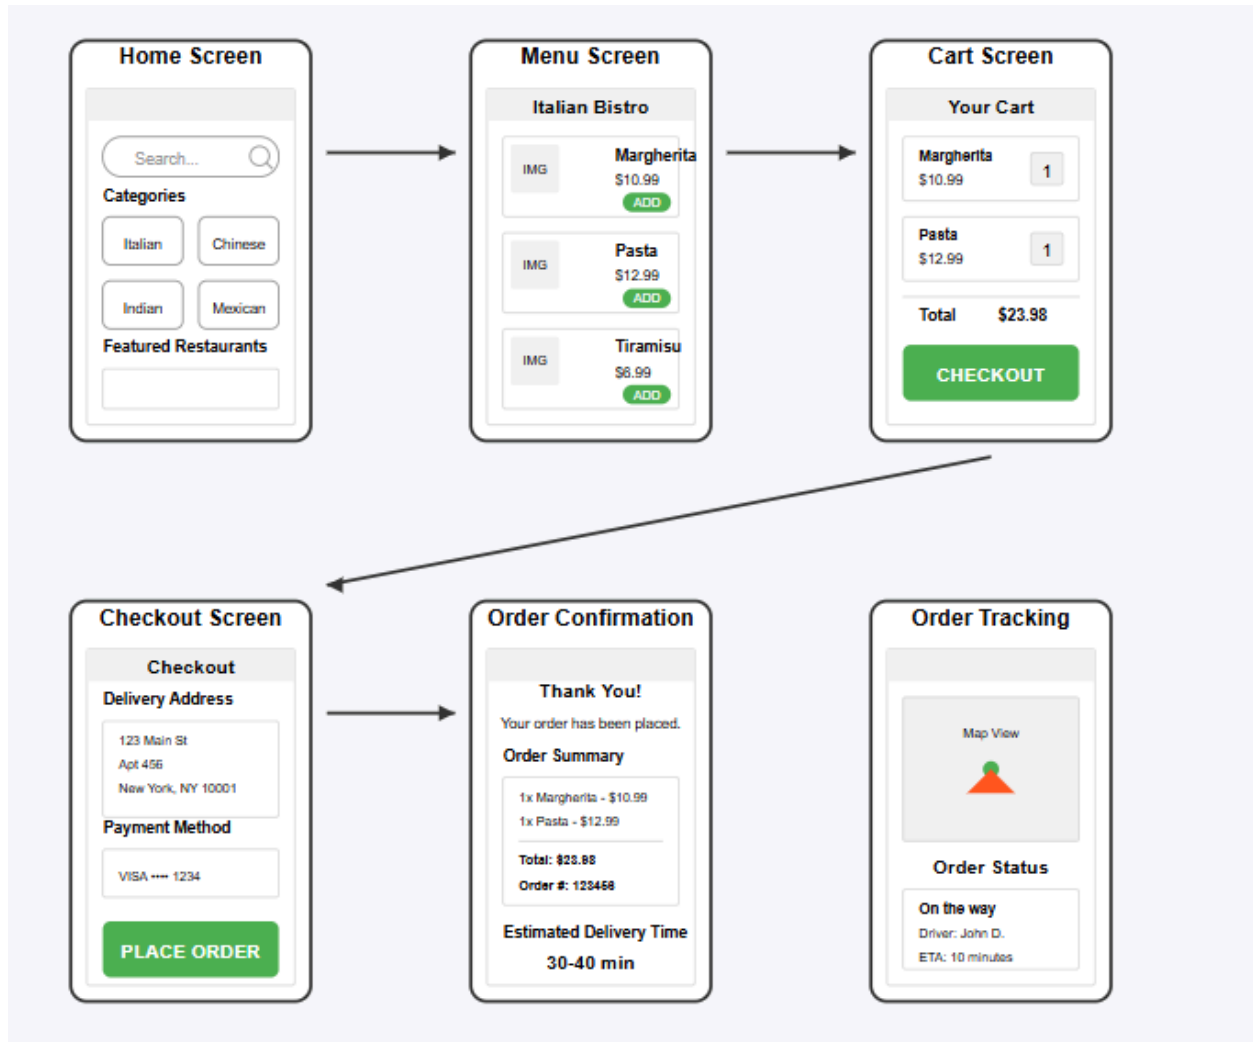 Home Screen
Search...
Categories
Italian
Chinese
Indian
Mexican
Featured Restaurants
Menu Screen
Italian Bistro
IMG
Margherita
$10.99
ADD
IMG
Pasta
$12.99
ADD
IMG
Tiramisu
$6.99
ADD
Cart Screen
Your Cart
Margherita
$10.99
1
Pasta
$12.99
1
Total $23.98
CHECKOUT
Checkout Screen
Checkout
Delivery Address
123 Main St
Apt 456
New York, NY 10001
Payment Method
VISA •••• 1234
PLACE ORDER
Order Confirmation
Thank You!
Your order has been placed.
Order Summary
1x Margherita - $10.99
1x Pasta - $12.99
Total: $23.98
Order #: 123456
Estimated Delivery Time
30-40 min
Order Tracking
Map View
Order Status
On the way
Driver: John D.
ETA: 10 minutes